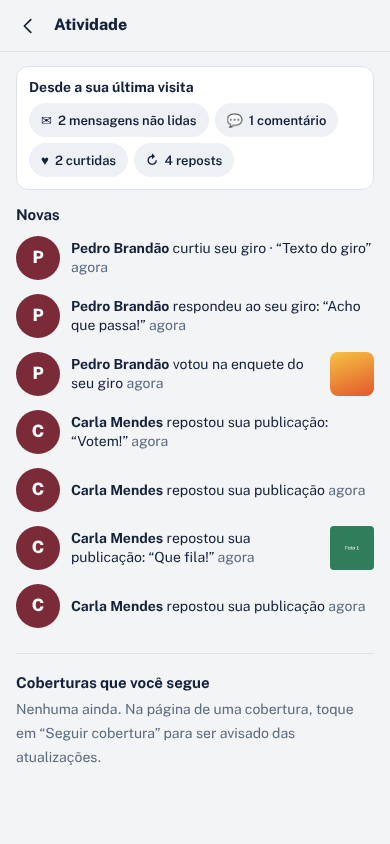 Atividade
Desde a sua última visita
✉ 2 mensagens não lidas
💬 1 comentário
♥ 2 curtidas
↻ 4 reposts
Novas
P
Pedro Brandão curtiu seu giro · “Texto do giro”
agora
P
Pedro Brandão respondeu ao seu giro: “Acho
que passa!” agora
P
Pedro Brandão votou na enquete do
seu giro agora
C
Carla Mendes repostou sua publicação:
“Votem!” agora
C
Carla Mendes repostou sua publicação agora
C
Carla Mendes repostou sua
publicação: “Que fila!” agora
Foto 1
C
Carla Mendes repostou sua publicação agora
Coberturas que você segue
Nenhuma ainda. Na página de uma cobertura, toque
em “Seguir cobertura” para ser avisado das
atualizações.